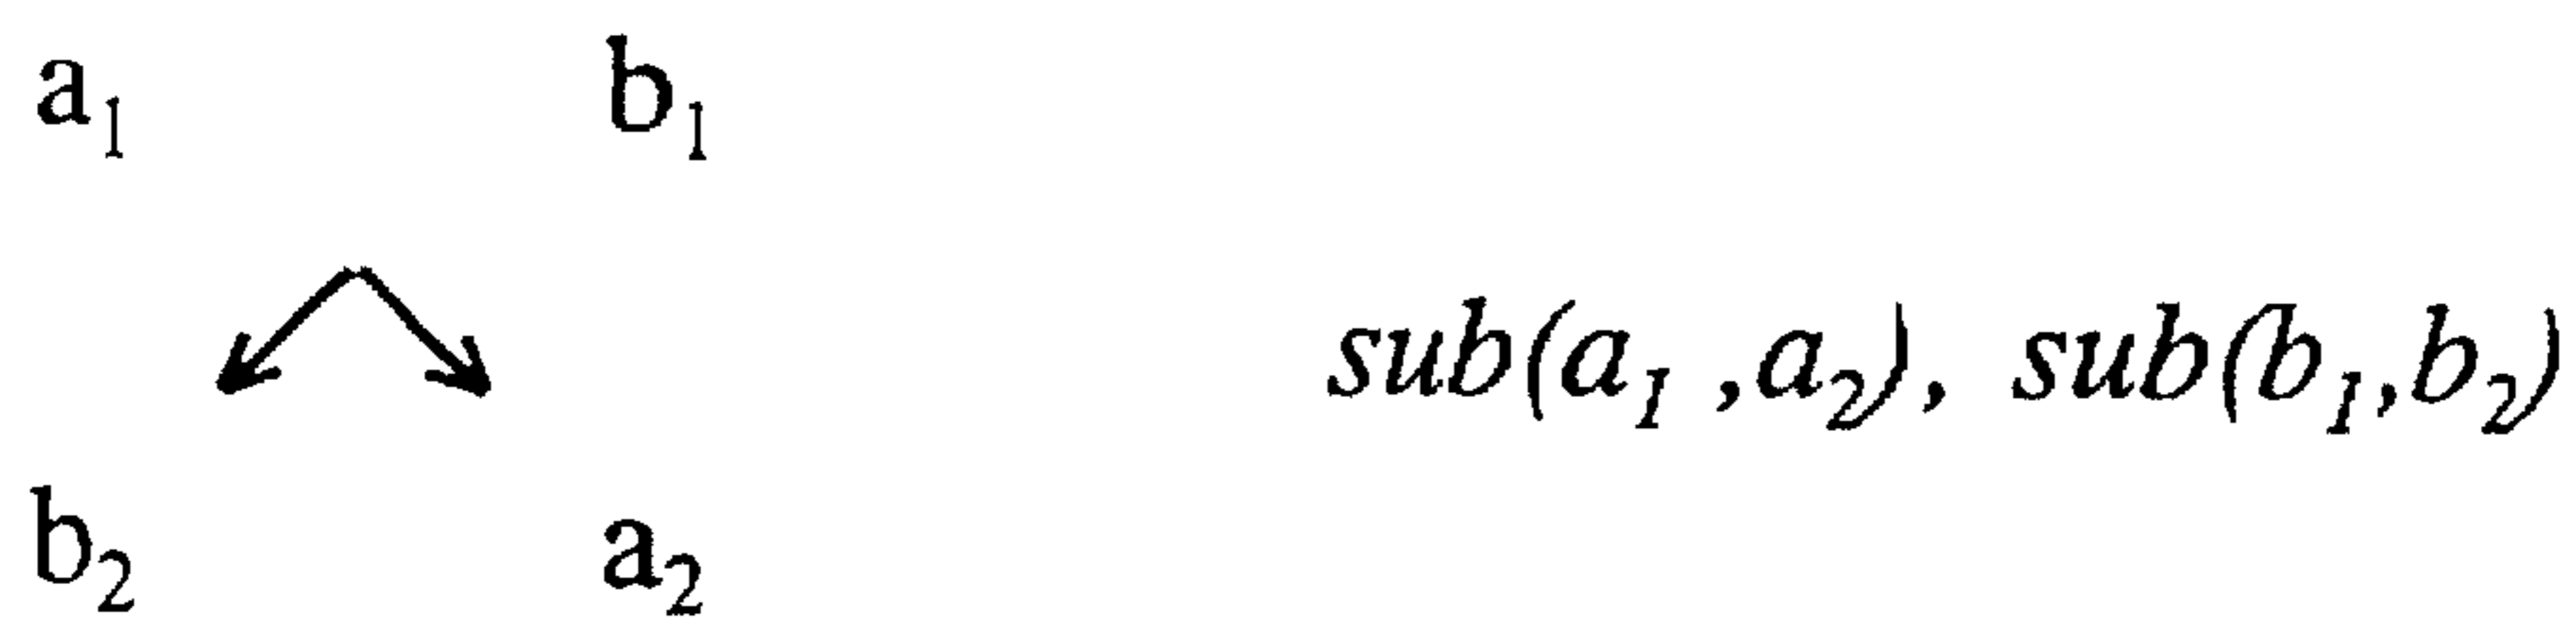 a₁ b₁
sub(a₁ ,a₂), sub(b₁,b₂)
b₂ a₂